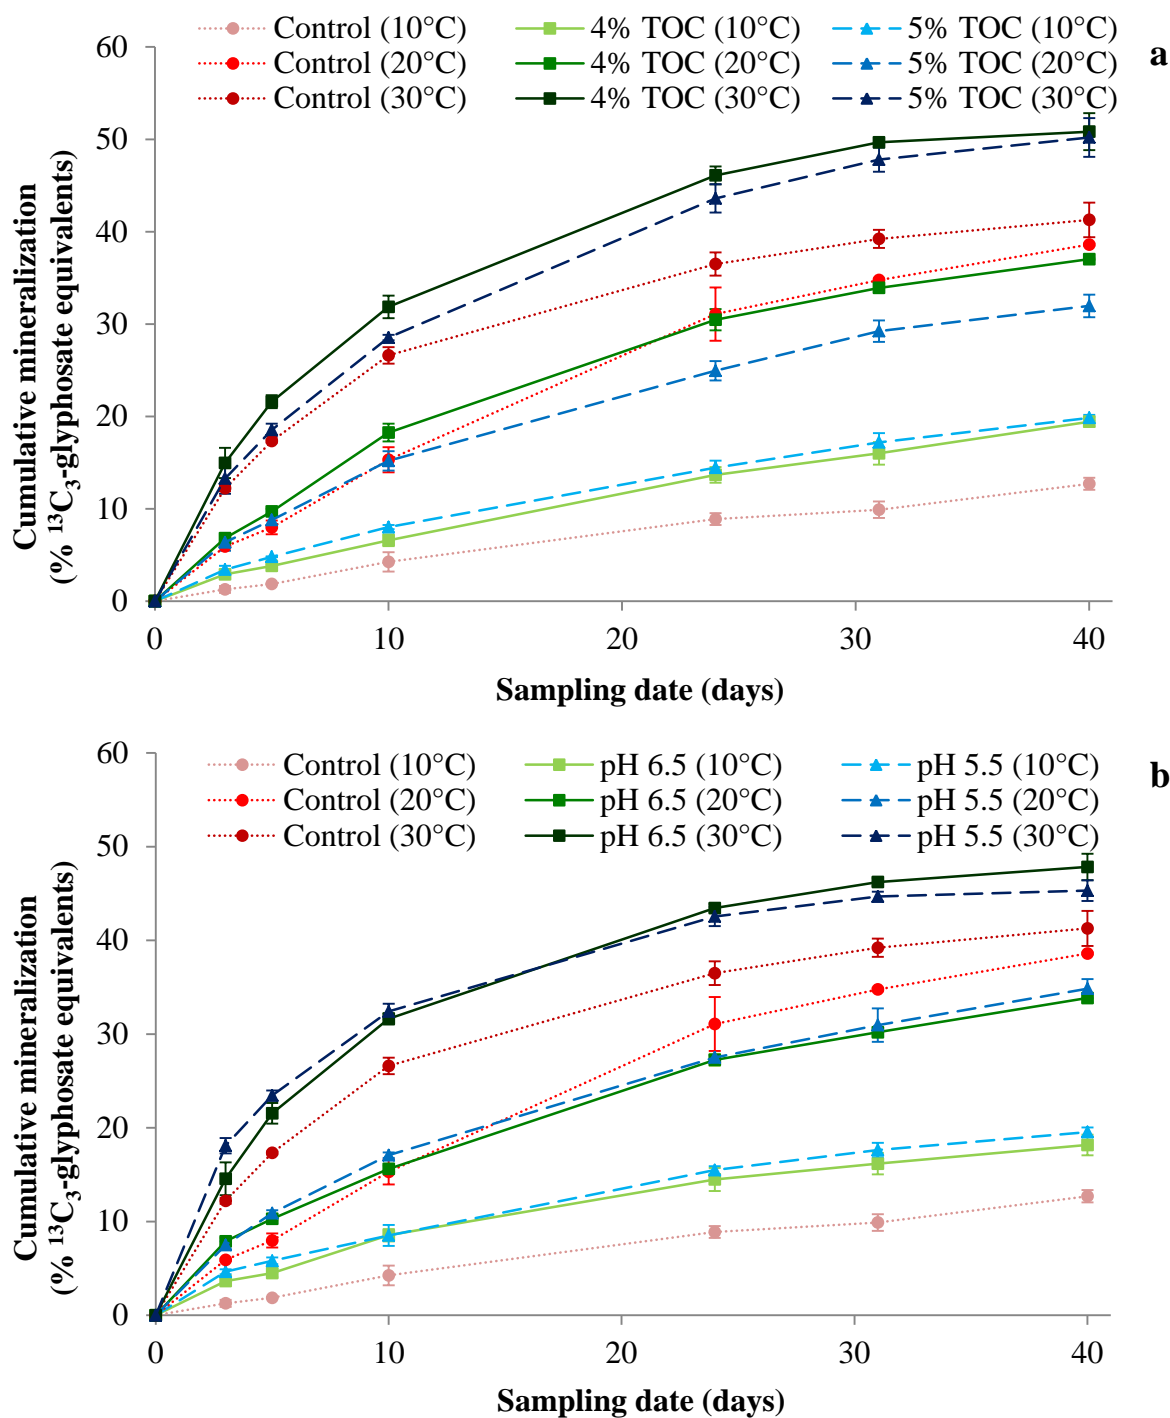 Control (10°C) 4% TOC (10°C) 5% TOC (10°C)
Control (20°C) 4% TOC (20°C) 5% TOC (20°C)
Control (30°C) 4% TOC (30°C) 5% TOC (30°C)
a
60
50
40
30
20
10
0
Cumulative mineralization
(% ¹³C₃-glyphosate equivalents)
0 10 20 30 40
Sampling date (days)
Control (10°C) pH 6.5 (10°C) pH 5.5 (10°C)
Control (20°C) pH 6.5 (20°C) pH 5.5 (20°C)
Control (30°C) pH 6.5 (30°C) pH 5.5 (30°C)
b
60
50
40
30
20
10
0
Cumulative mineralization
(% ¹³C₃-glyphosate equivalents)
0 10 20 30 40
Sampling date (days)